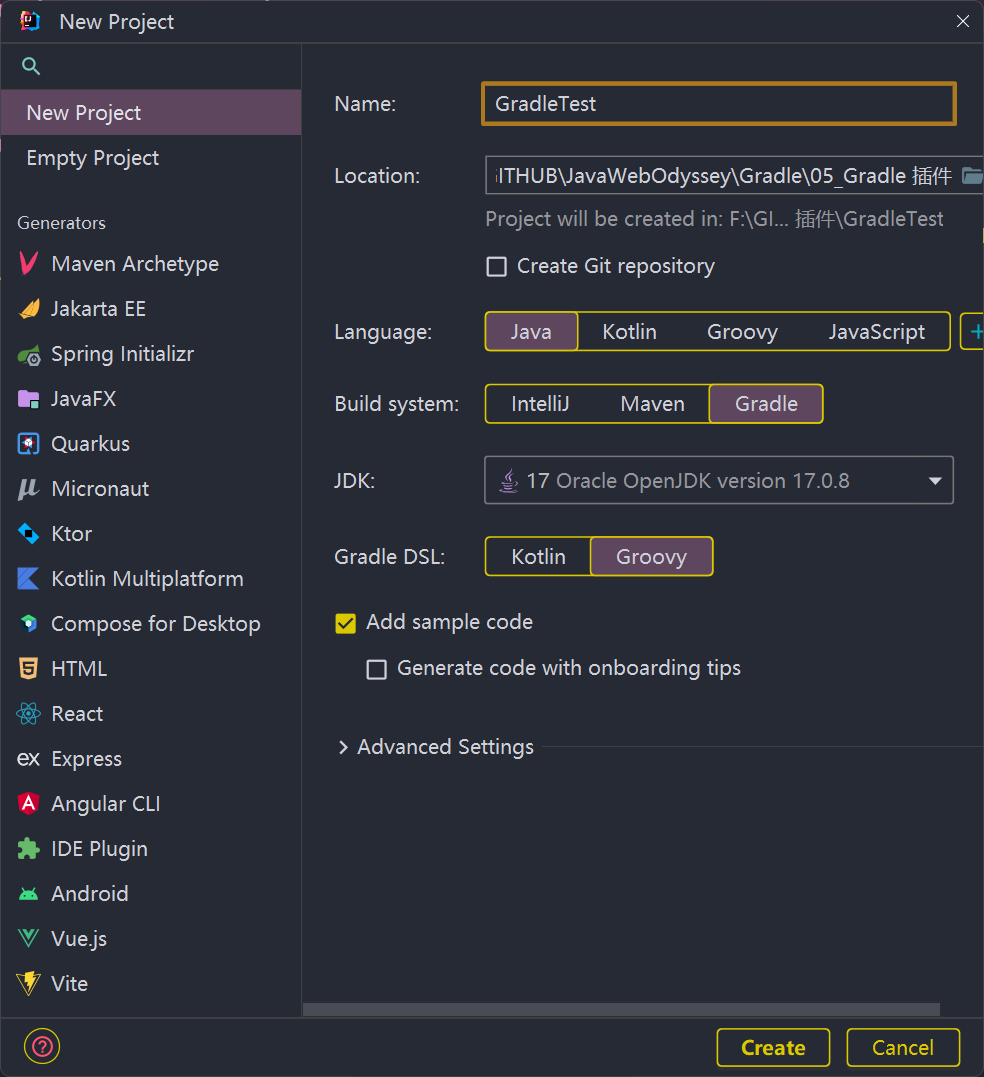 New Project
New Project
Empty Project
Generators
Maven Archetype
Jakarta EE
Spring Initializr
JavaFX
Quarkus
Micronaut
Ktor
Kotlin Multiplatform
Compose for Desktop
HTML
React
ex Express
Angular CLI
IDE Plugin
Android
Vue.js
Vite
Name: GradleTest
Location: ITHUB\JavaWebOdyssey\Gradle\05_Gradle 插件
Project will be created in: F:\GI... 插件\GradleTest
Create Git repository
Language: Java Kotlin Groovy JavaScript +
Build system: IntelliJ Maven Gradle
JDK: 17 Oracle OpenJDK version 17.0.8
Gradle DSL: Kotlin Groovy
Add sample code
Generate code with onboarding tips
Advanced Settings
? Create Cancel